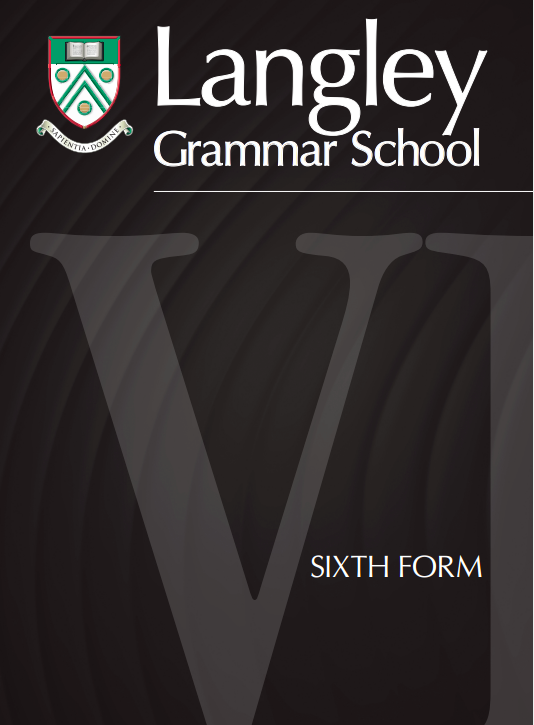 Langley
Grammar School
SAPIENTIA · DOMINE
VI
SIXTH FORM